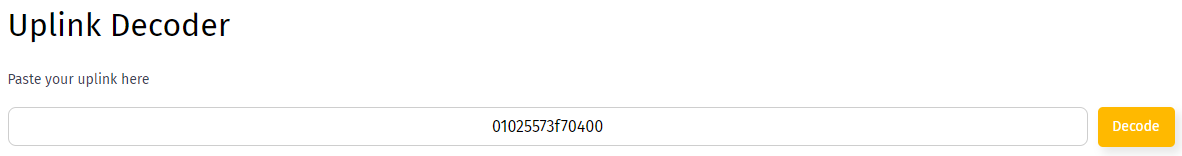 Uplink Decoder
Paste your uplink here
01025573f70400
Decode